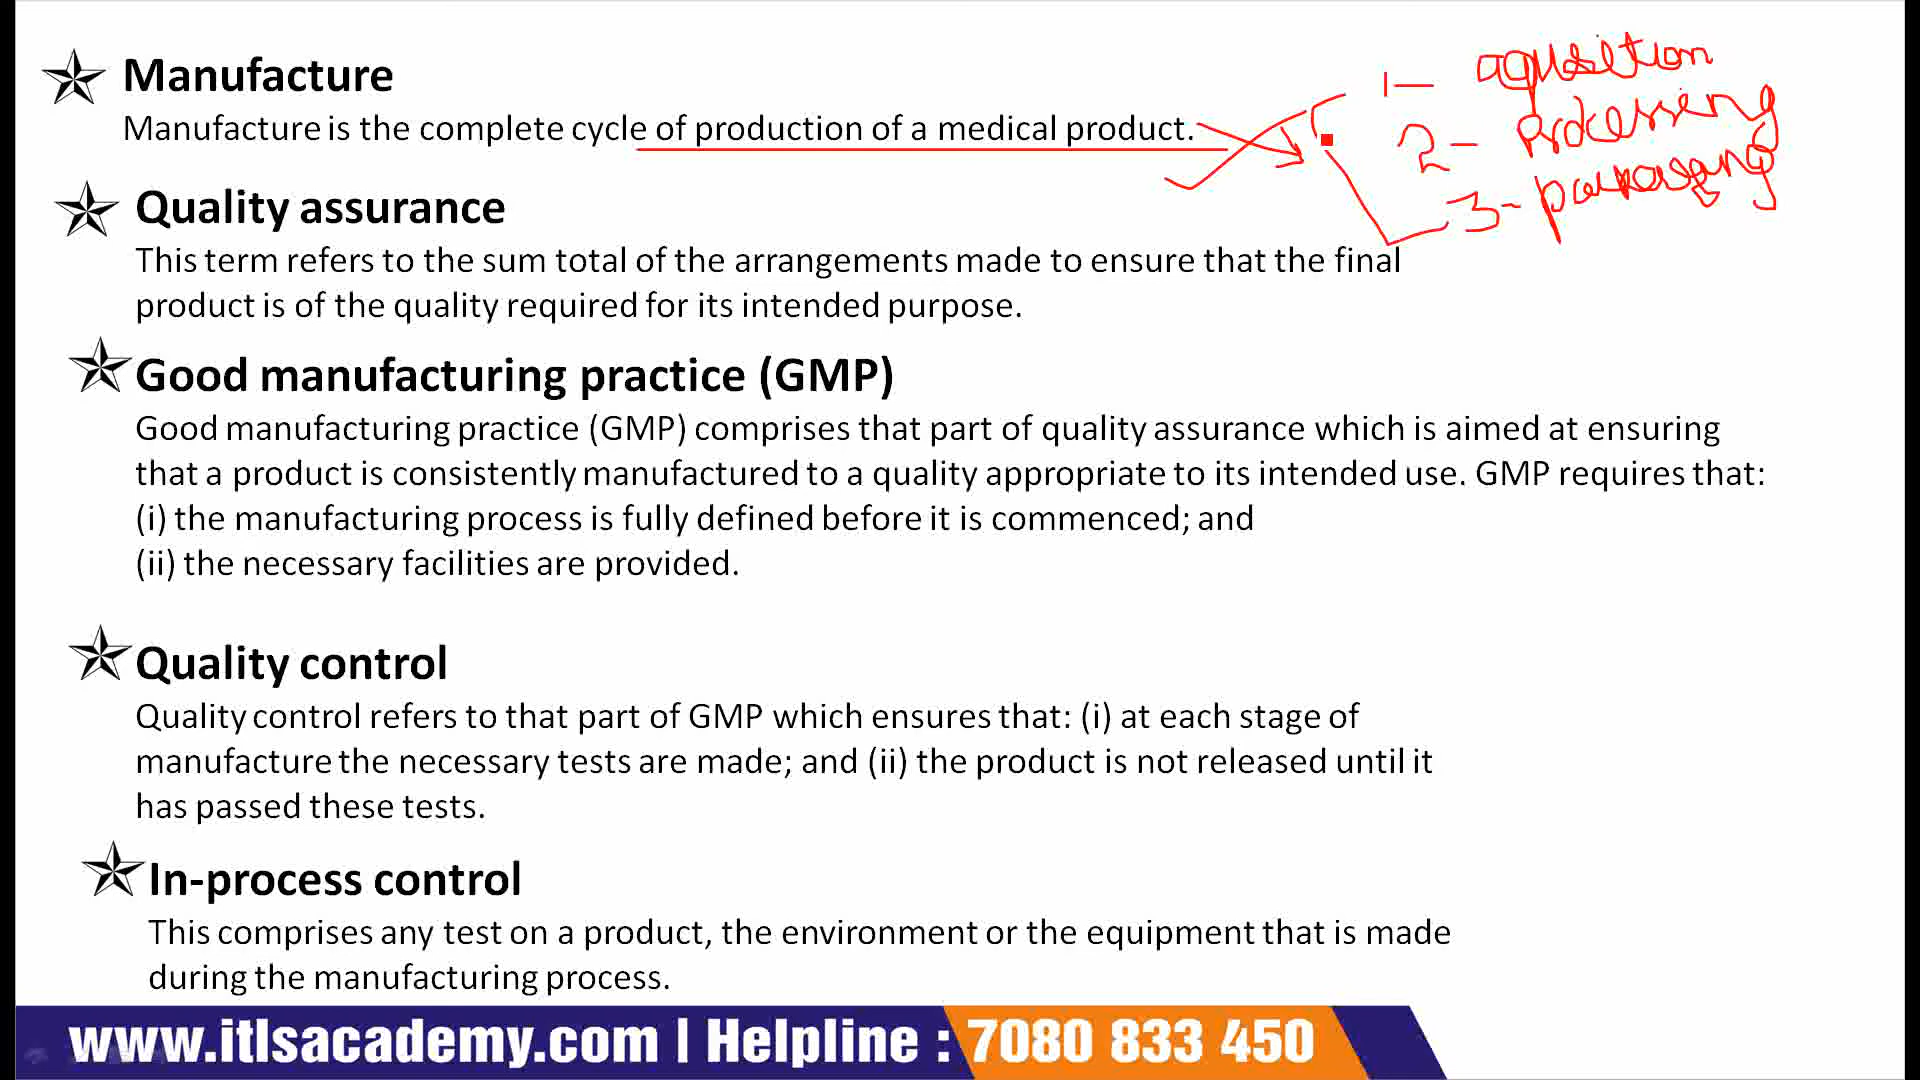 Manufacture
Manufacture is the complete cycle of production of a medical product.
1- aqusition
2- processing
3- packaging
Quality assurance
This term refers to the sum total of the arrangements made to ensure that the final
product is of the quality required for its intended purpose.
Good manufacturing practice (GMP)
Good manufacturing practice (GMP) comprises that part of quality assurance which is aimed at ensuring
that a product is consistently manufactured to a quality appropriate to its intended use. GMP requires that:
(i) the manufacturing process is fully defined before it is commenced; and
(ii) the necessary facilities are provided.
Quality control
Quality control refers to that part of GMP which ensures that: (i) at each stage of
manufacture the necessary tests are made; and (ii) the product is not released until it
has passed these tests.
In-process control
This comprises any test on a product, the environment or the equipment that is made
during the manufacturing process.
www.itlsacademy.com | Helpline : 7080 833 450